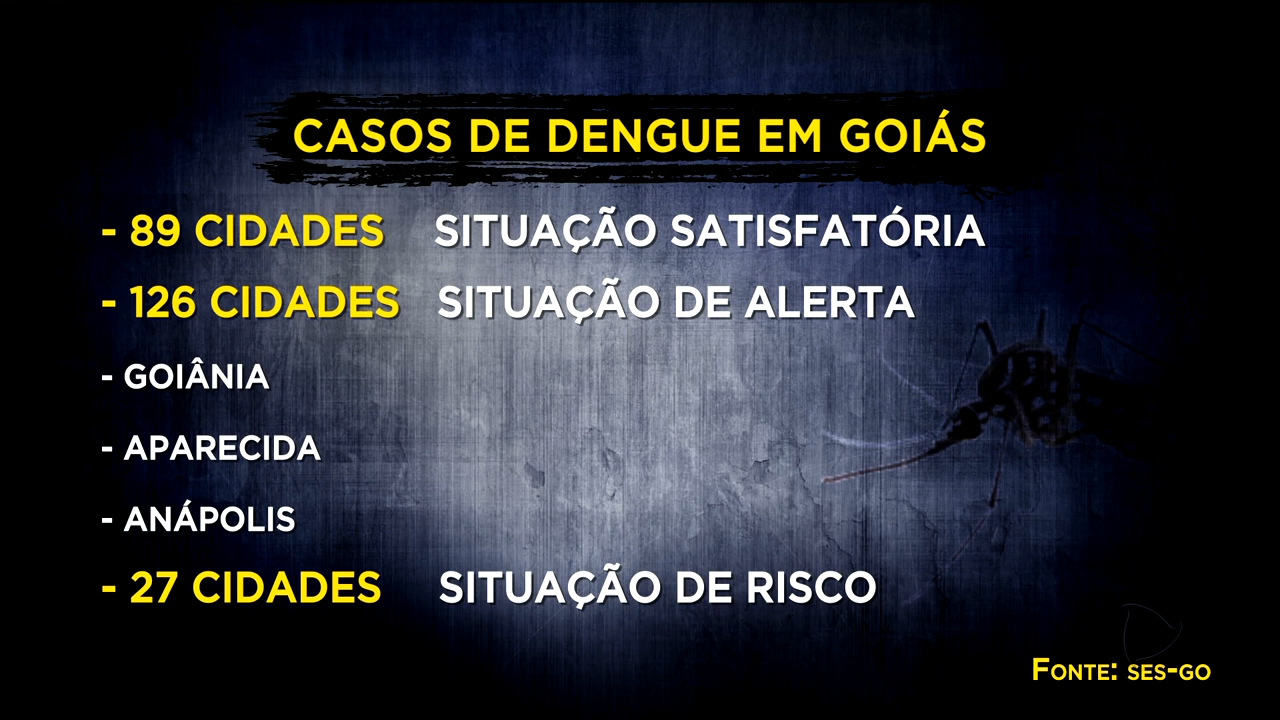 CASOS DE DENGUE EM GOIÁS
- 89 CIDADES SITUAÇÃO SATISFATÓRIA
- 126 CIDADES SITUAÇÃO DE ALERTA
- GOIÂNIA
- APARECIDA
- ANÁPOLIS
- 27 CIDADES SITUAÇÃO DE RISCO
FONTE: SES-GO